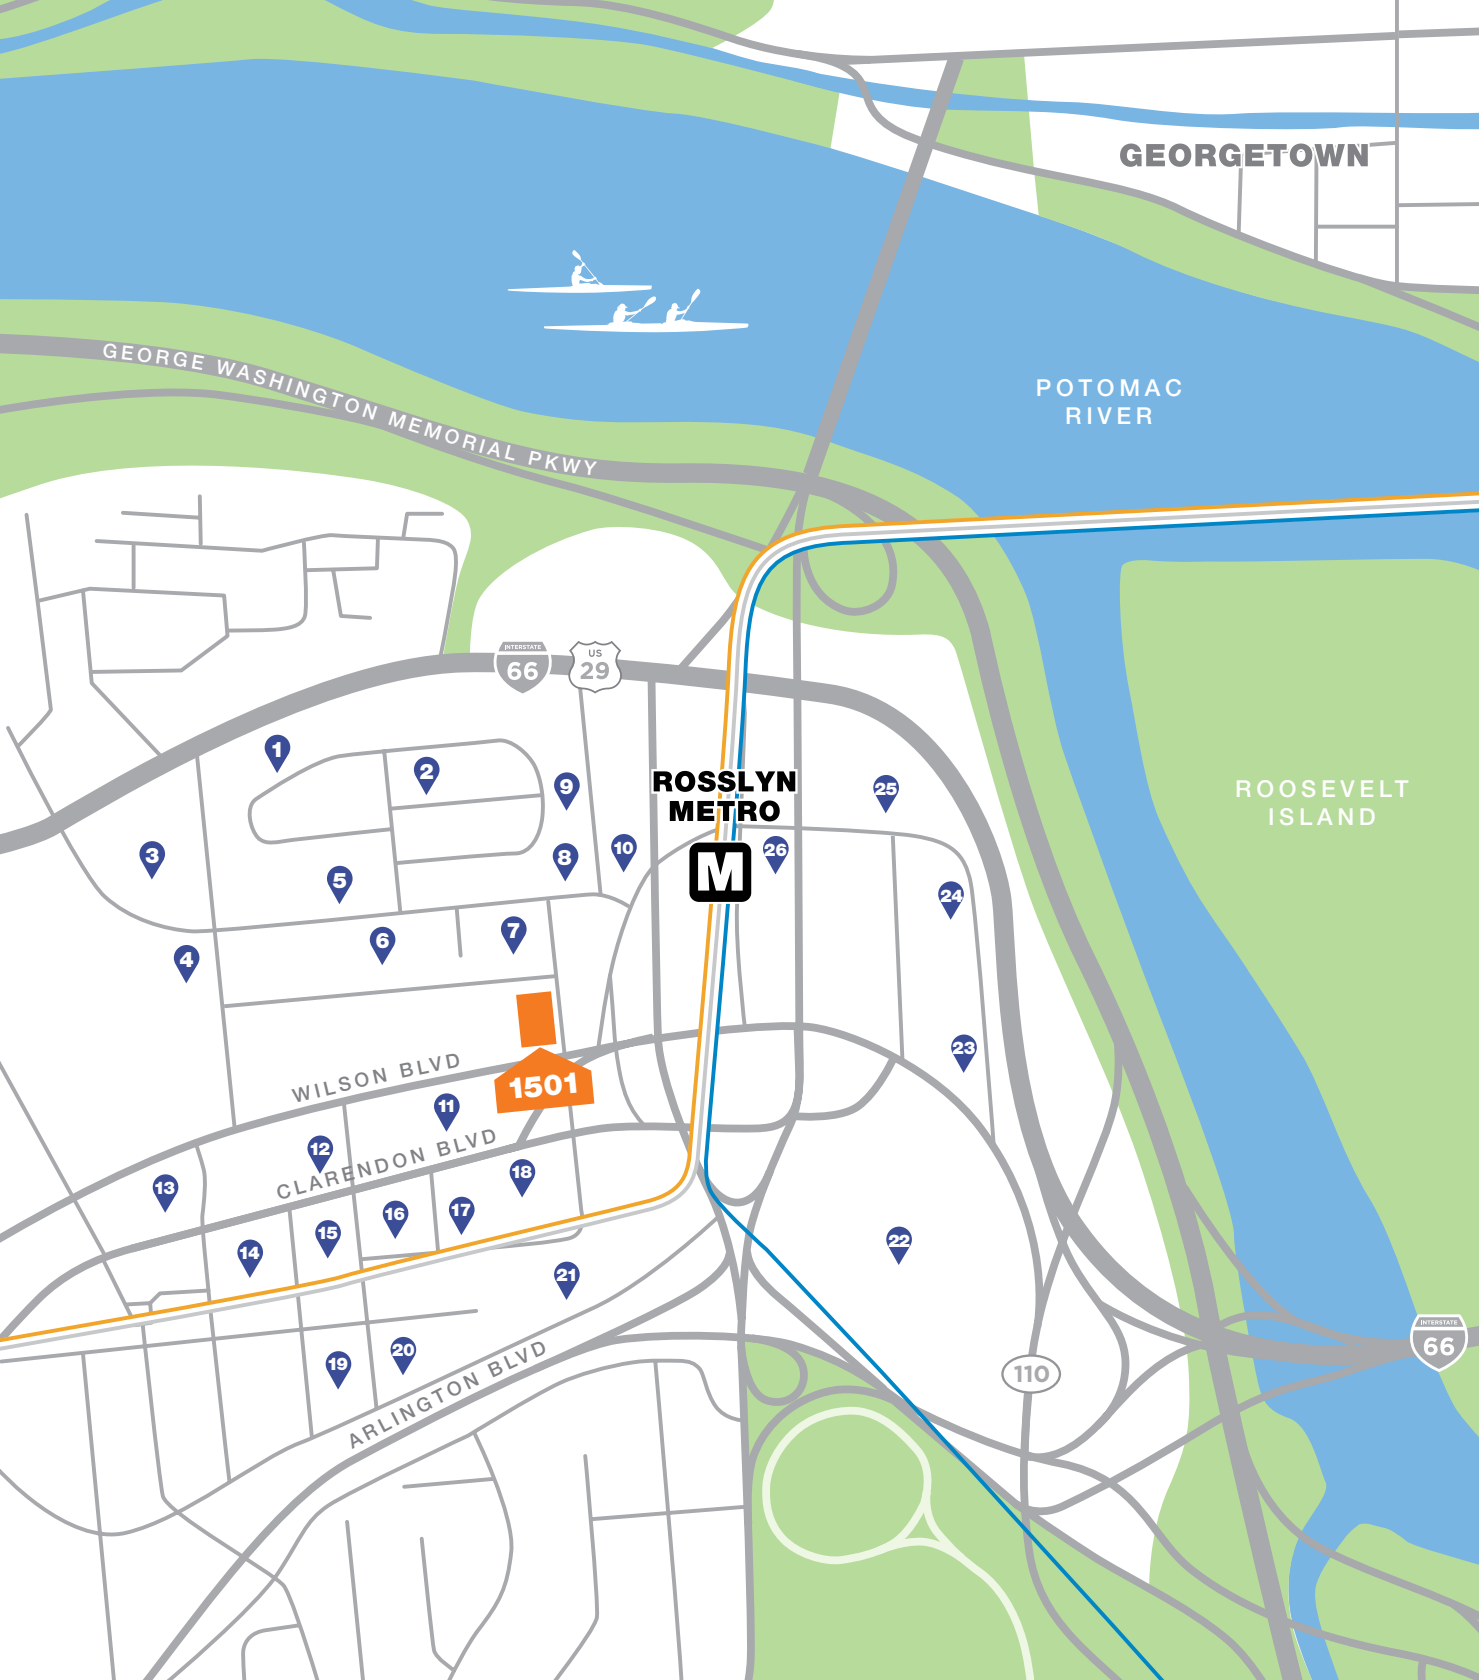 GEORGETOWN
GEORGE WASHINGTON MEMORIAL PKWY
POTOMAC
RIVER
INTERSTATE
66
US
29
1
2
9
ROSSLYN
METRO
25
ROOSEVELT
ISLAND
3
5
8
10
26
M
24
4
6
7
23
WILSON BLVD
1501
11
CLARENDON BLVD
12
13
18
14
15
16
17
22
21
19
20
ARLINGTON BLVD
110
INTERSTATE
66